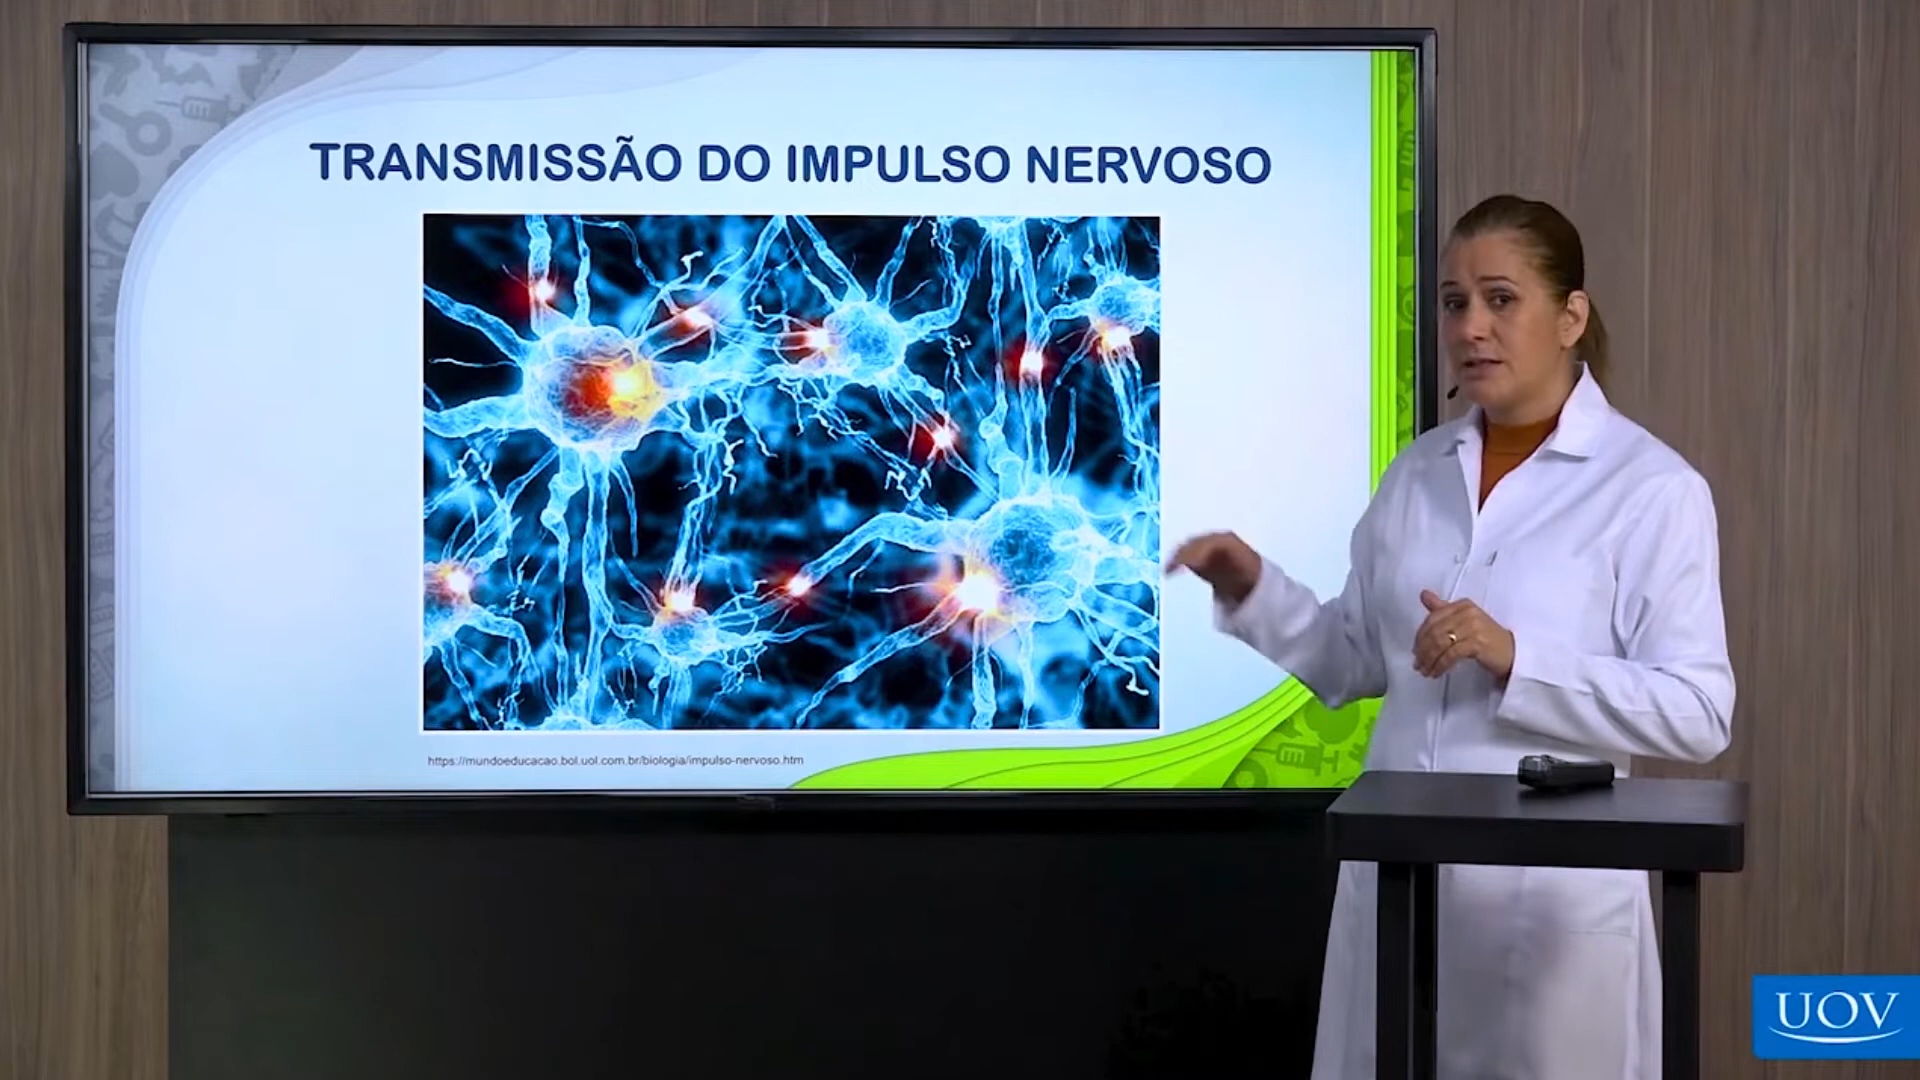 TRANSMISSÃO DO IMPULSO NERVOSO
https://mundoeducacao.bol.uol.com.br/biologia/impulso-nervoso.htm
UOV